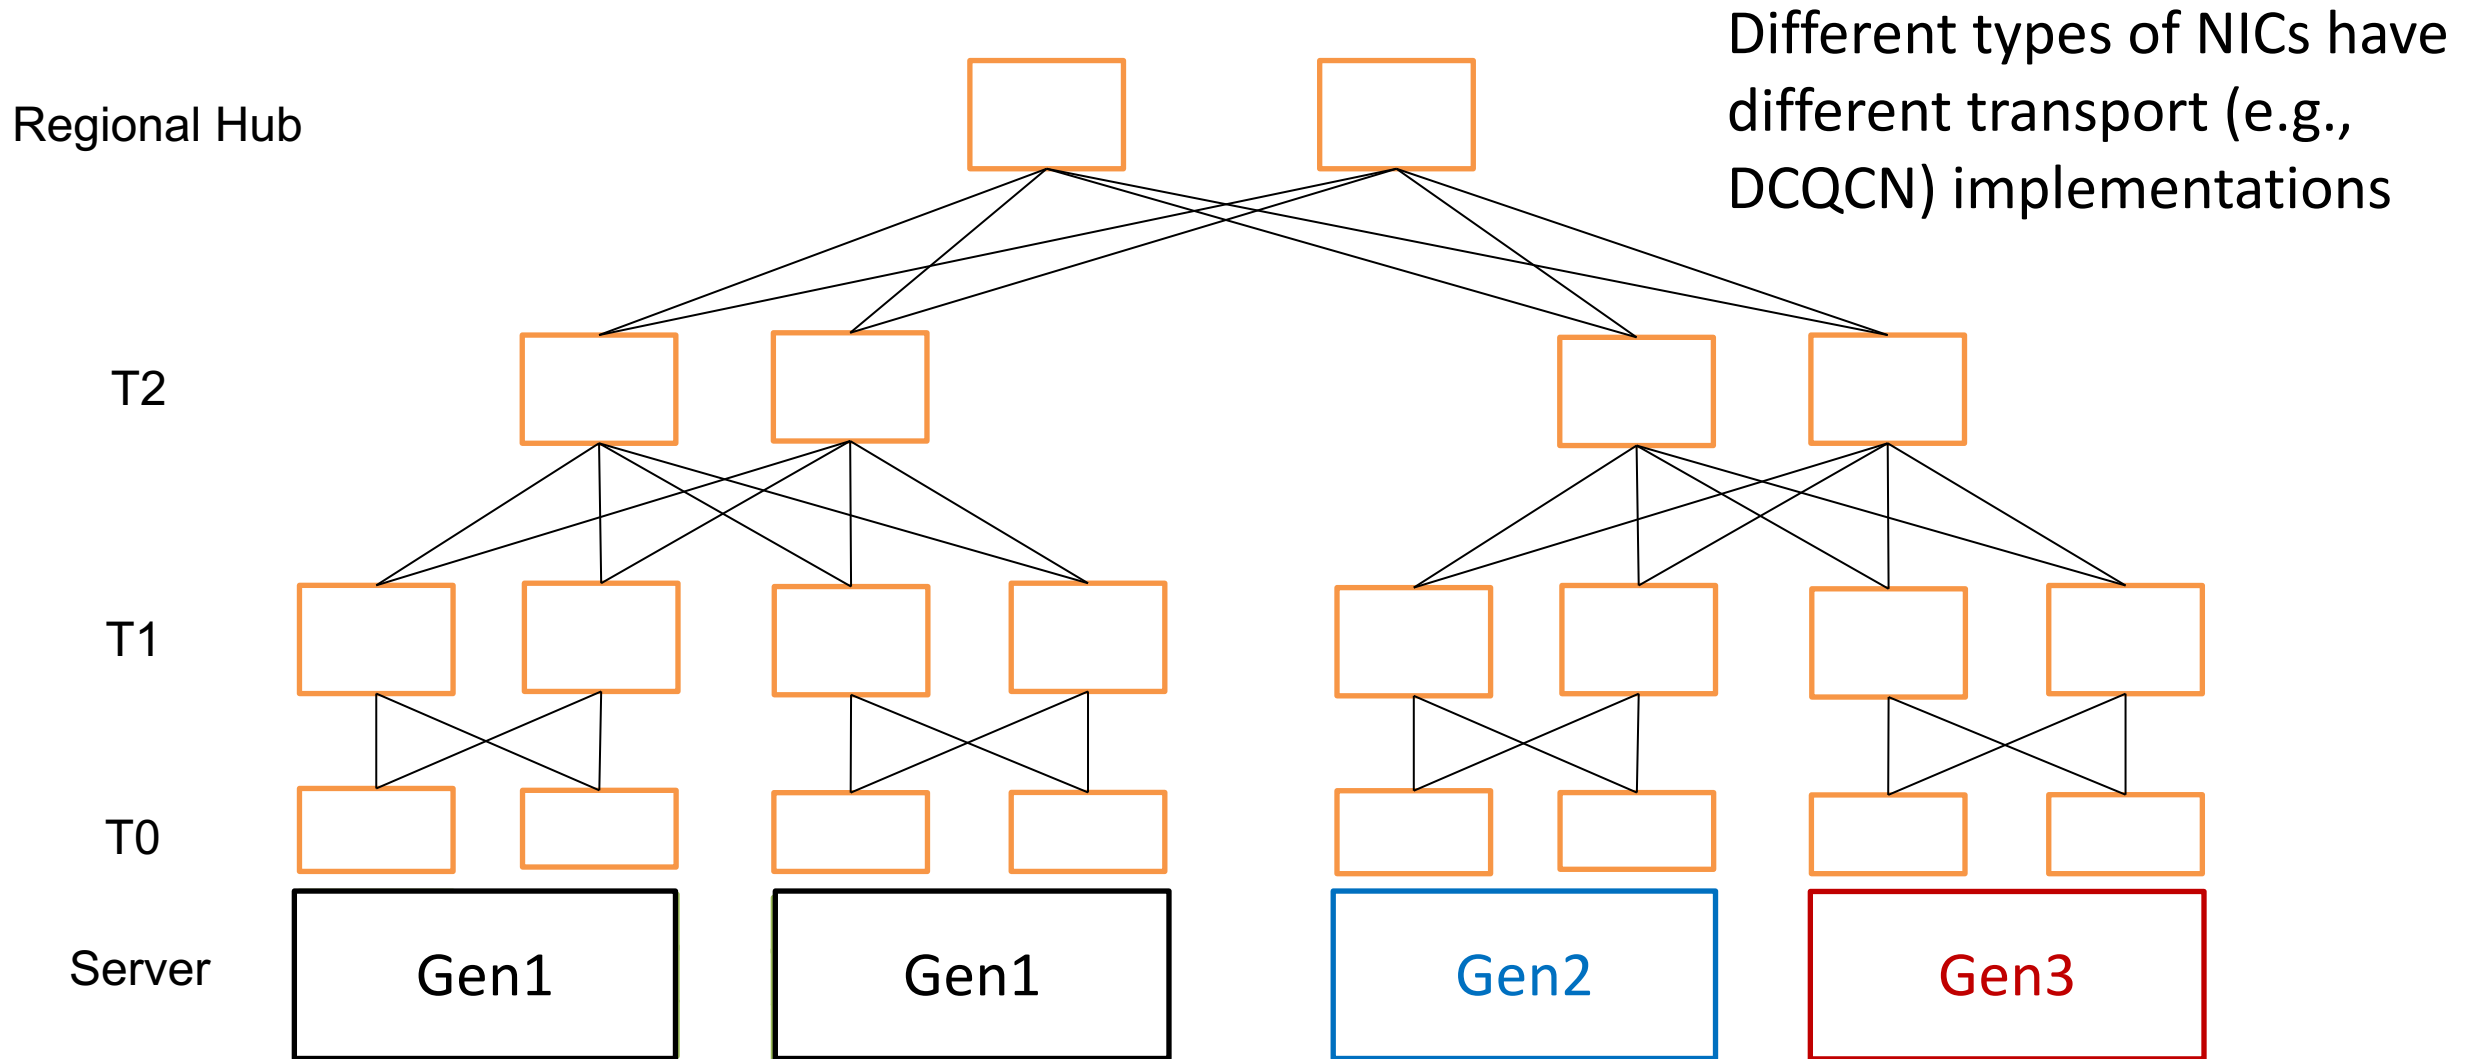 Different types of NICs have
different transport (e.g.,
DCQCN) implementations
Regional Hub
T2
T1
T0
Server
Gen1
Gen1
Gen2
Gen3